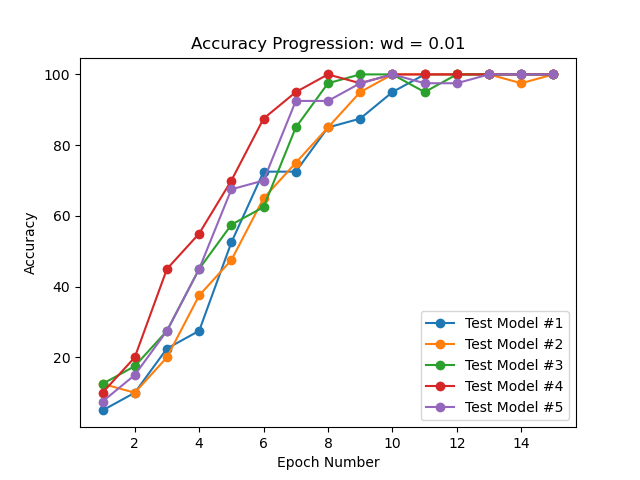 Accuracy Progression: wd = 0.01
100
80
60
40
20
Accuracy
2 4 6 8 10 12 14
Epoch Number
Test Model #1
Test Model #2
Test Model #3
Test Model #4
Test Model #5